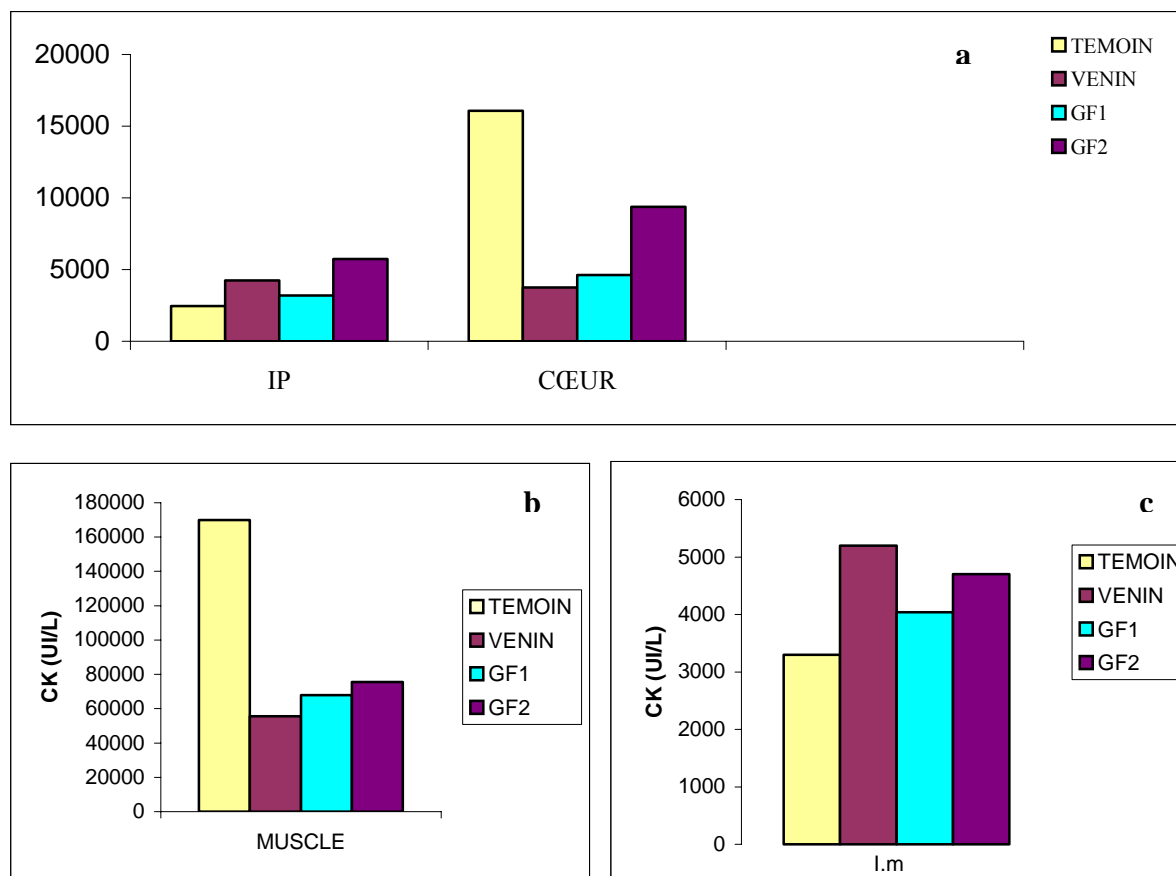 a
20000
15000
10000
5000
0
IP CŒUR
TEMOIN
VENIN
GF1
GF2
b
CK (UI/L)
180000
160000
140000
120000
100000
80000
60000
40000
20000
0
MUSCLE
TEMOIN
VENIN
GF1
GF2
c
CK (UI/L)
6000
5000
4000
3000
2000
1000
0
I.m
TEMOIN
VENIN
GF1
GF2